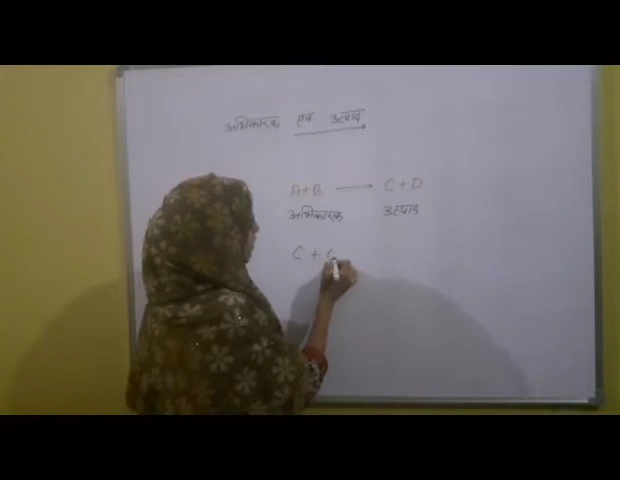 अभिकारक एवं उत्पाद
A+B → C+D
अभिकारक उत्पाद
C +